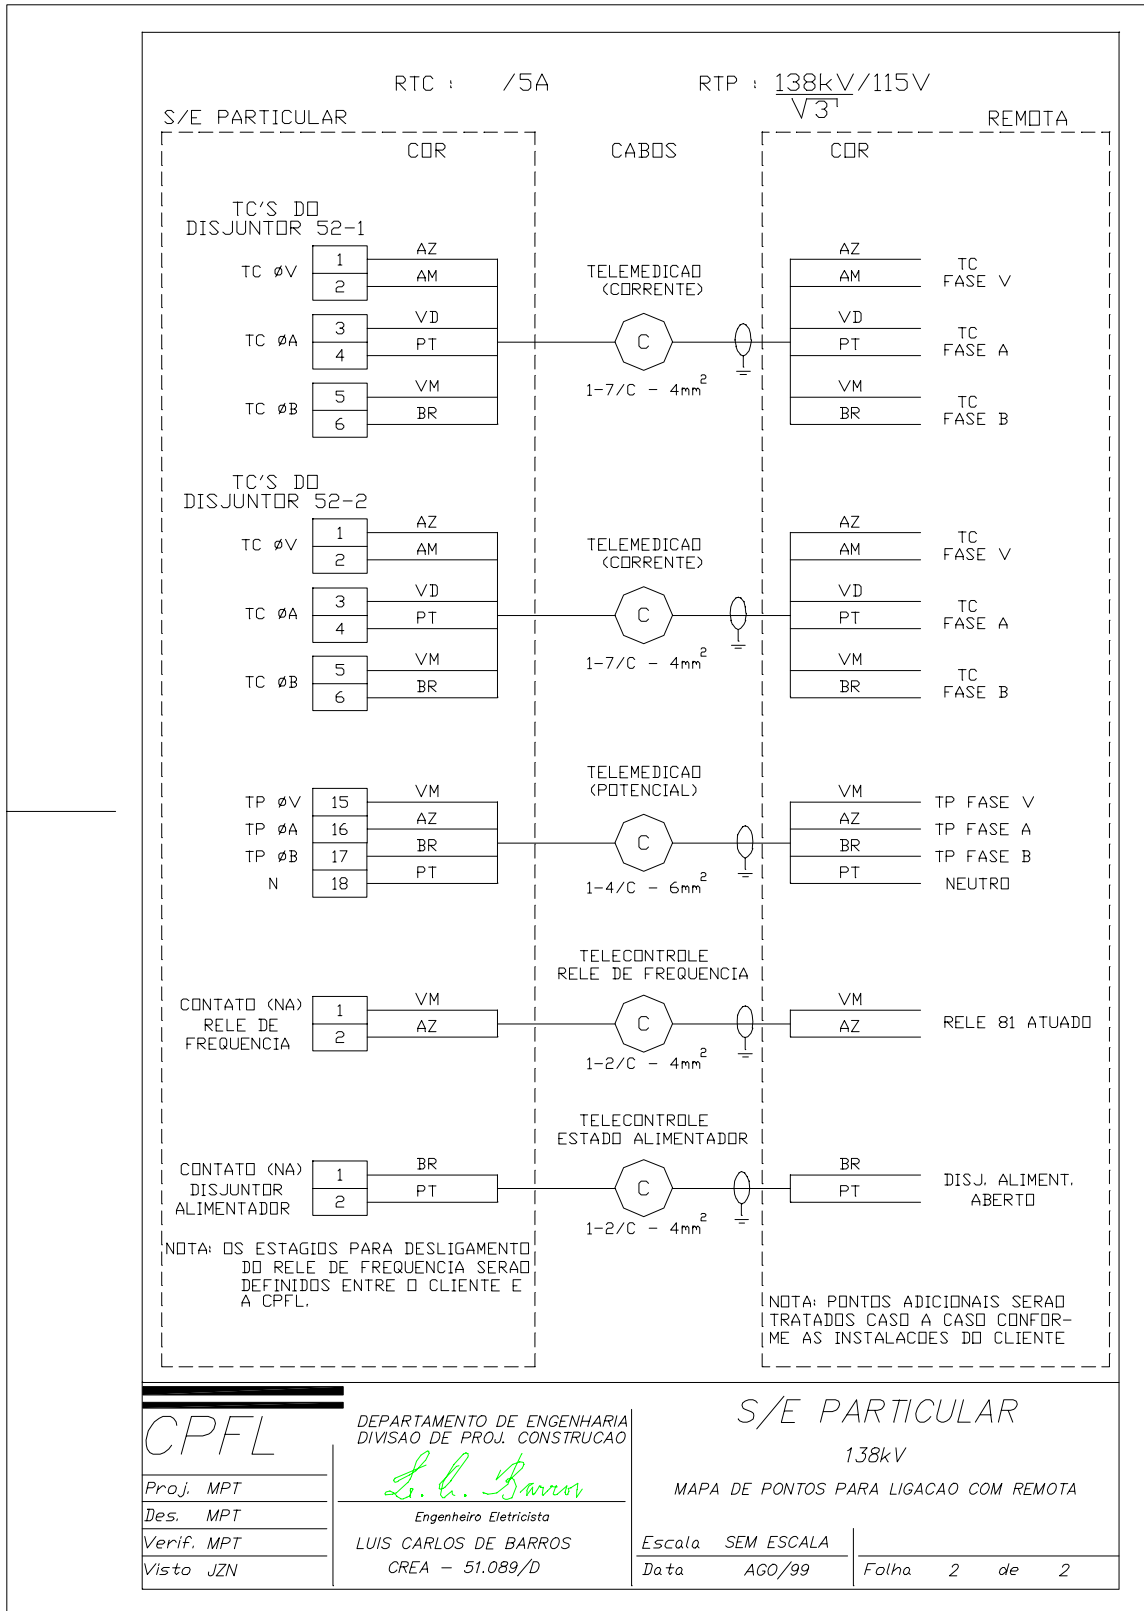 RTC : /5A
RTP : 138kV/115V
√3
S/E PARTICULAR
REMOTA
COR
CABOS
COR
TC'S DO
DISJUNTOR 52-1
TC øV
1
2
AZ
AM
TC øA
3
4
VD
PT
TC øB
5
6
VM
BR
TELEMEDICAO
(CORRENTE)
C
1-7/C - 4mm²
AZ
AM
TC
FASE V
VD
PT
TC
FASE A
VM
BR
TC
FASE B
TC'S DO
DISJUNTOR 52-2
TC øV
1
2
AZ
AM
TC øA
3
4
VD
PT
TC øB
5
6
VM
BR
TELEMEDICAO
(CORRENTE)
C
1-7/C - 4mm²
AZ
AM
TC
FASE V
VD
PT
TC
FASE A
VM
BR
TC
FASE B
TP øV 15 VM
TP øA 16 AZ
TP øB 17 BR
N 18 PT
TELEMEDICAO
(POTENCIAL)
C
1-4/C - 6mm²
VM TP FASE V
AZ TP FASE A
BR TP FASE B
PT NEUTRO
CONTATO (NA)
RELE DE
FREQUENCIA
1 VM
2 AZ
TELECONTROLE
RELE DE FREQUENCIA
C
1-2/C - 4mm²
VM
AZ
RELE 81 ATUADO
CONTATO (NA)
DISJUNTOR
ALIMENTADOR
1 BR
2 PT
TELECONTROLE
ESTADO ALIMENTADOR
C
1-2/C - 4mm²
BR
PT
DISJ. ALIMENT.
ABERTO
NOTA: OS ESTAGIOS PARA DESLIGAMENTO
DO RELE DE FREQUENCIA SERAO
DEFINIDOS ENTRE O CLIENTE E
A CPFL.
NOTA: PONTOS ADICIONAIS SERAO
TRATADOS CASO A CASO CONFOR-
ME AS INSTALACOES DO CLIENTE
CPFL
DEPARTAMENTO DE ENGENHARIA
DIVISAO DE PROJ. CONSTRUCAO
L. C. Barros
Engenheiro Eletricista
LUIS CARLOS DE BARROS
CREA - 51.089/D
Proj. MPT
Des. MPT
Verif. MPT
Visto JZN
S/E PARTICULAR
138kV
MAPA DE PONTOS PARA LIGACAO COM REMOTA
Escala SEM ESCALA
Data AGO/99
Folha 2 de 2